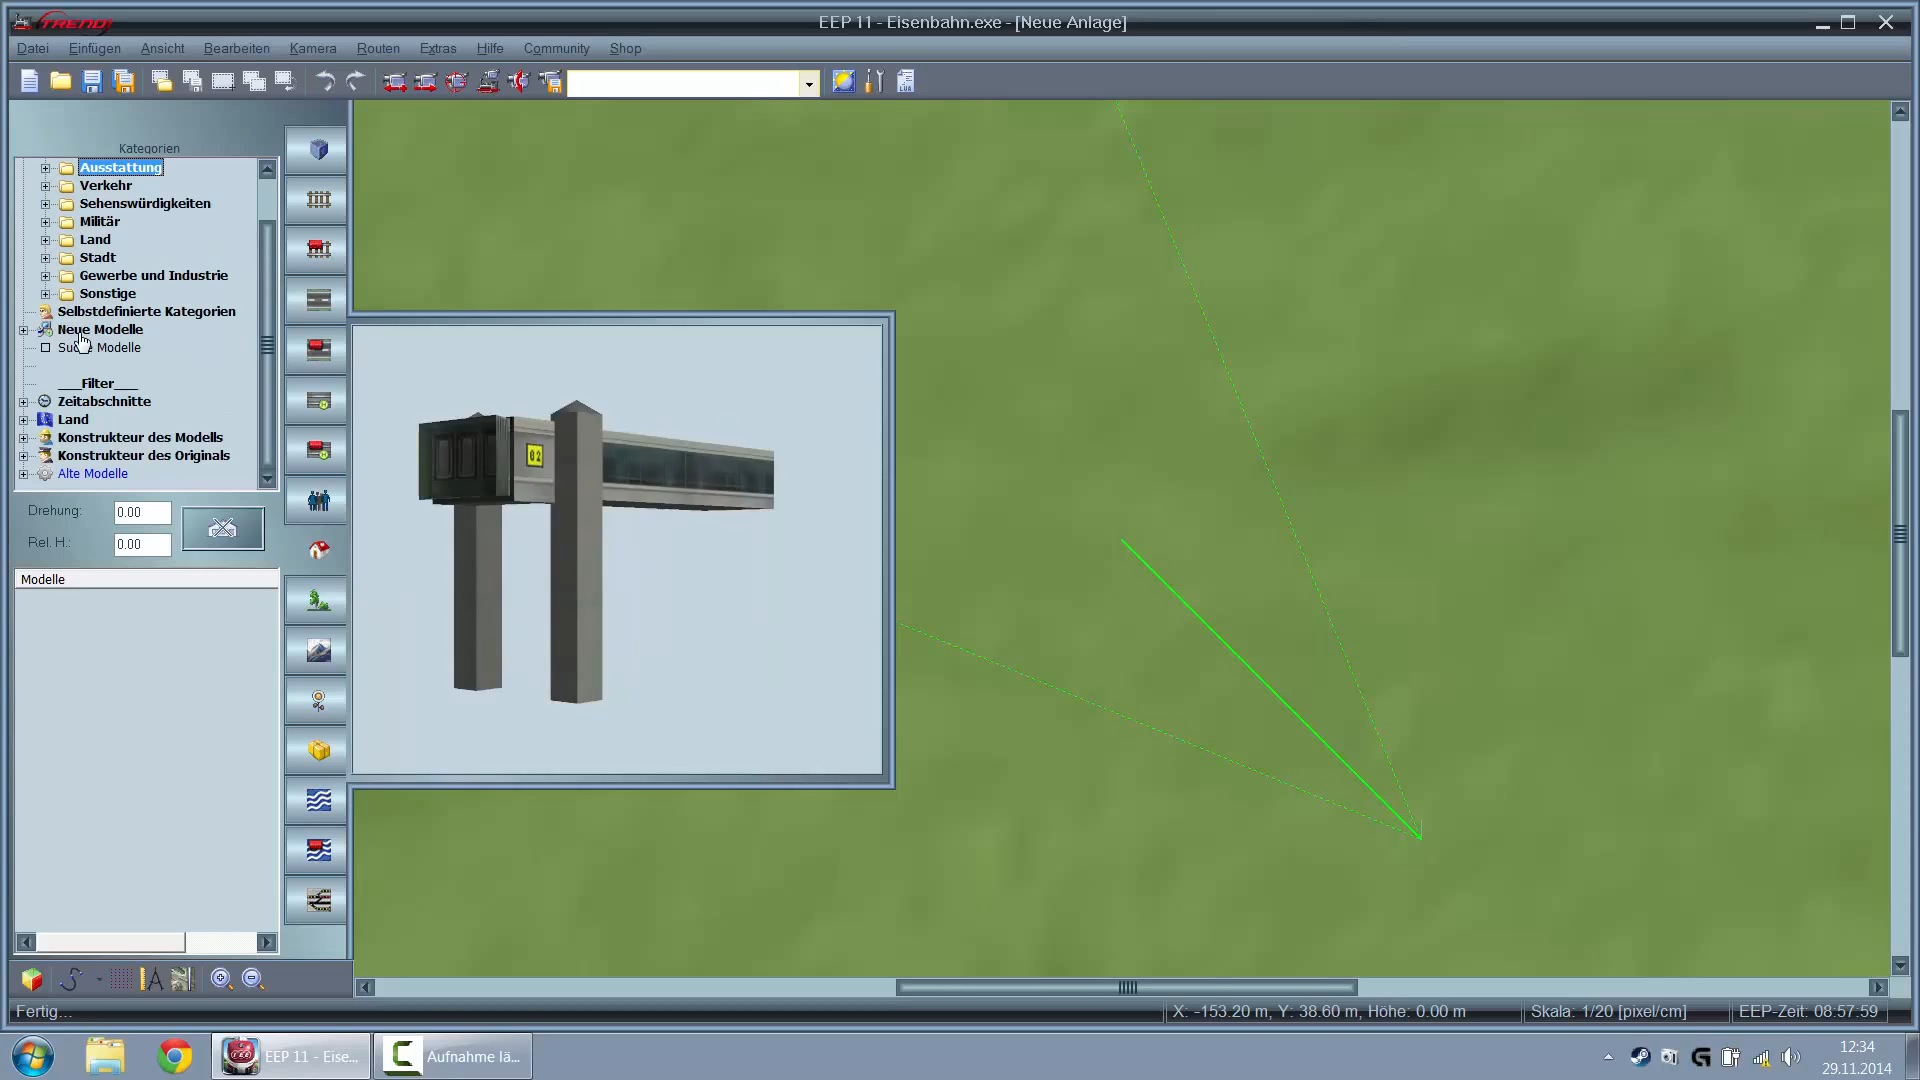 TREND
EEP 11 - Eisenbahn.exe - [Neue Anlage]
Datei Einfügen Ansicht Bearbeiten Kamera Routen Extras Hilfe Community Shop
LUA
Kategorien
Ausstattung
Verkehr
Sehenswürdigkeiten
Militär
Land
Stadt
Gewerbe und Industrie
Sonstige
Selbstdefinierte Kategorien
Neue Modelle
Suche Modelle
___Filter___
Zeitabschnitte
Land
Konstrukteur des Modells
Konstrukteur des Originals
Alte Modelle
Drehung: 0.00
Rel. H.: 0.00
Modelle
02
Fertig...
X: -153.20 m, Y: 38.60 m, Höhe: 0.00 m
Skala: 1/20 [pixel/cm]
EEP-Zeit: 08:57:59
EEP 11 - Eise...
Aufnahme lä...
12:34
29.11.2014